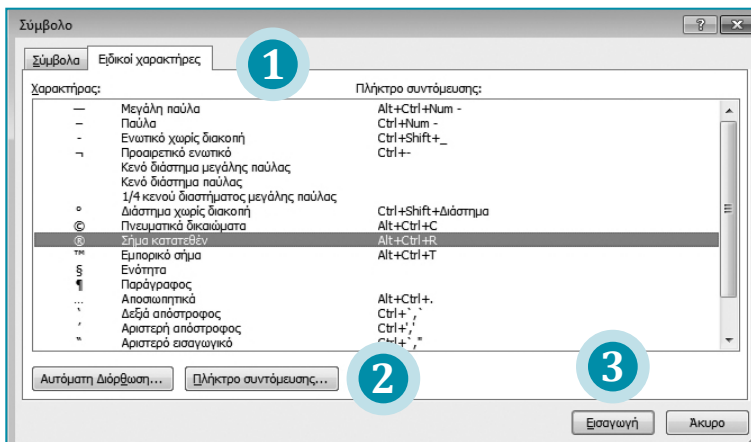 Σύμβολο
Σύμβολα Ειδικοί χαρακτήρες 1
Χαρακτήρας: Πλήκτρο συντόμευσης:
— Μεγάλη παύλα Alt+Ctrl+Num -
– Παύλα Ctrl+Num -
- Ενωτικό χωρίς διακοπή Ctrl+Shift+_
¬ Προαιρετικό ενωτικό Ctrl+-
Κενό διάστημα μεγάλης παύλας
Κενό διάστημα παύλας
1/4 κενού διαστήματος μεγάλης παύλας
° Διάστημα χωρίς διακοπή Ctrl+Shift+Διάστημα
© Πνευματικά δικαιώματα Alt+Ctrl+C
® Σήμα κατατεθέν Alt+Ctrl+R
™ Εμπορικό σήμα Alt+Ctrl+T
§ Ενότητα
¶ Παράγραφος
… Αποσιωπητικά Alt+Ctrl+.
‛ Δεξιά απόστροφος Ctrl+`,`
’ Αριστερή απόστροφος Ctrl+','
‟ Αριστερό εισαγωγικό Ctrl+`,"
Αυτόματη Διόρθωση... Πλήκτρο συντόμευσης... 2
3
Εισαγωγή Άκυρο